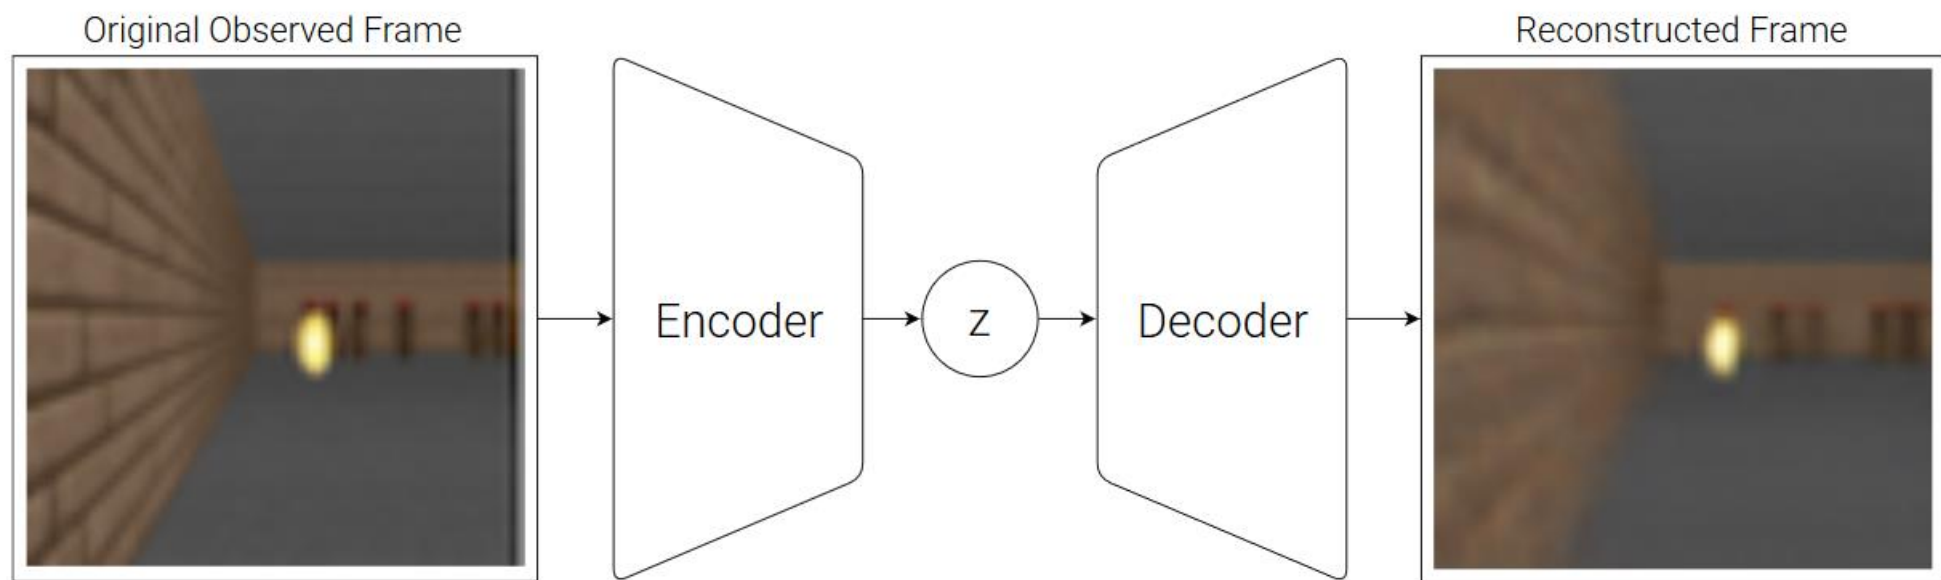 Original Observed Frame
Reconstructed Frame
Encoder
z
Decoder